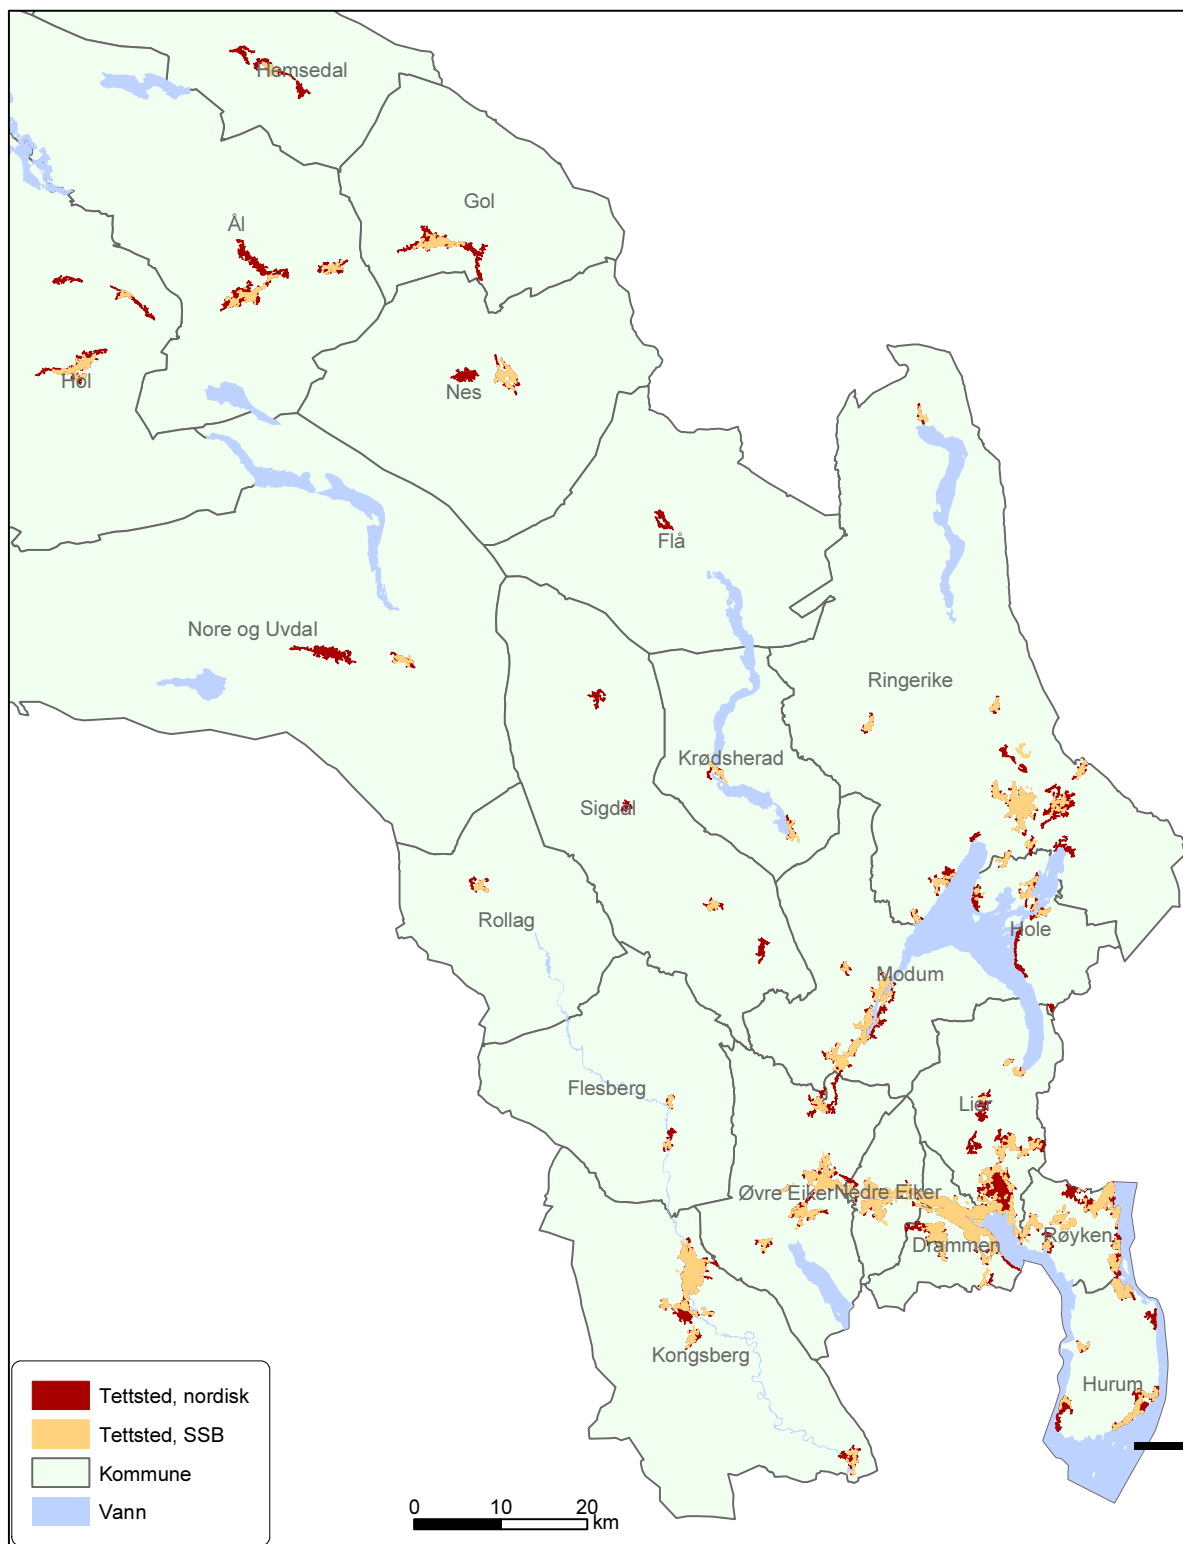 Hemsedal
Gol
Ål
Hol
Nes
Flå
Nore og Uvdal
Ringerike
Krødsherad
Sigdal
Rollag
Hole
Modum
Flesberg
Lier
Øvre Eiker
Nedre Eiker
Drammen
Røyken
Kongsberg
Hurum
Tettsted, nordisk
Tettsted, SSB
Kommune
Vann
0 10 20
km